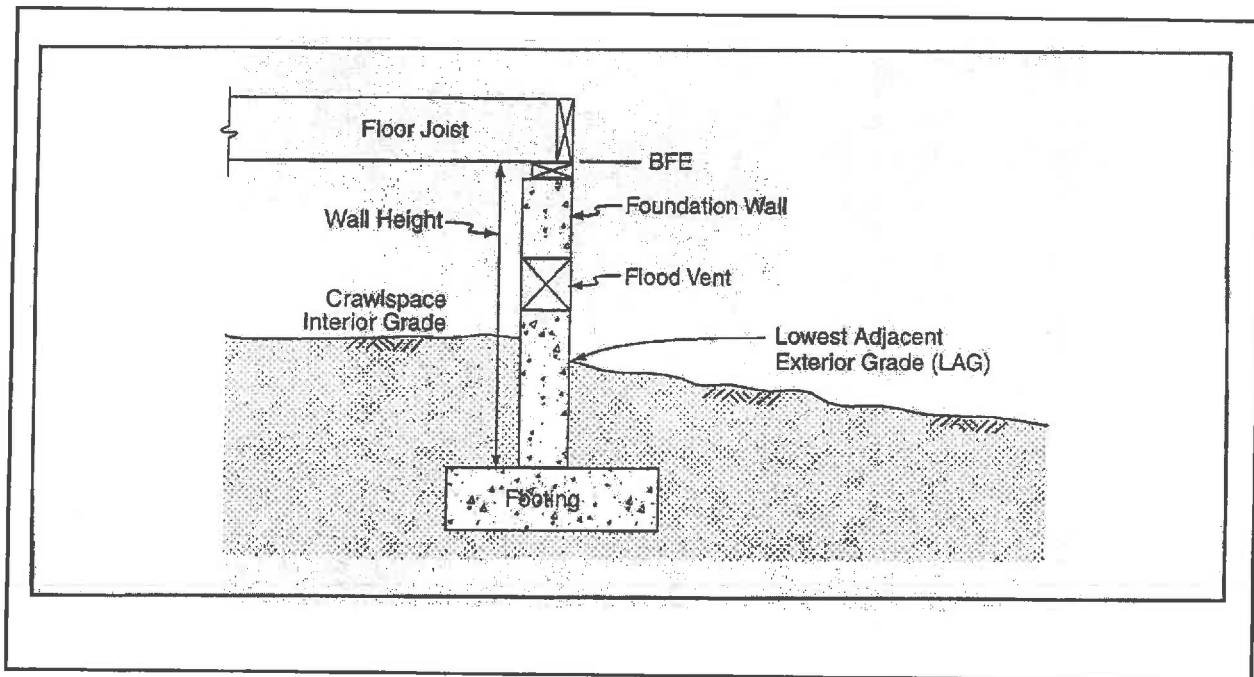 Floor Joist
BFE
Wall Height
Foundation Wall
Flood Vent
Crawlspace
Interior Grade
Lowest Adjacent
Exterior Grade (LAG)
Footing